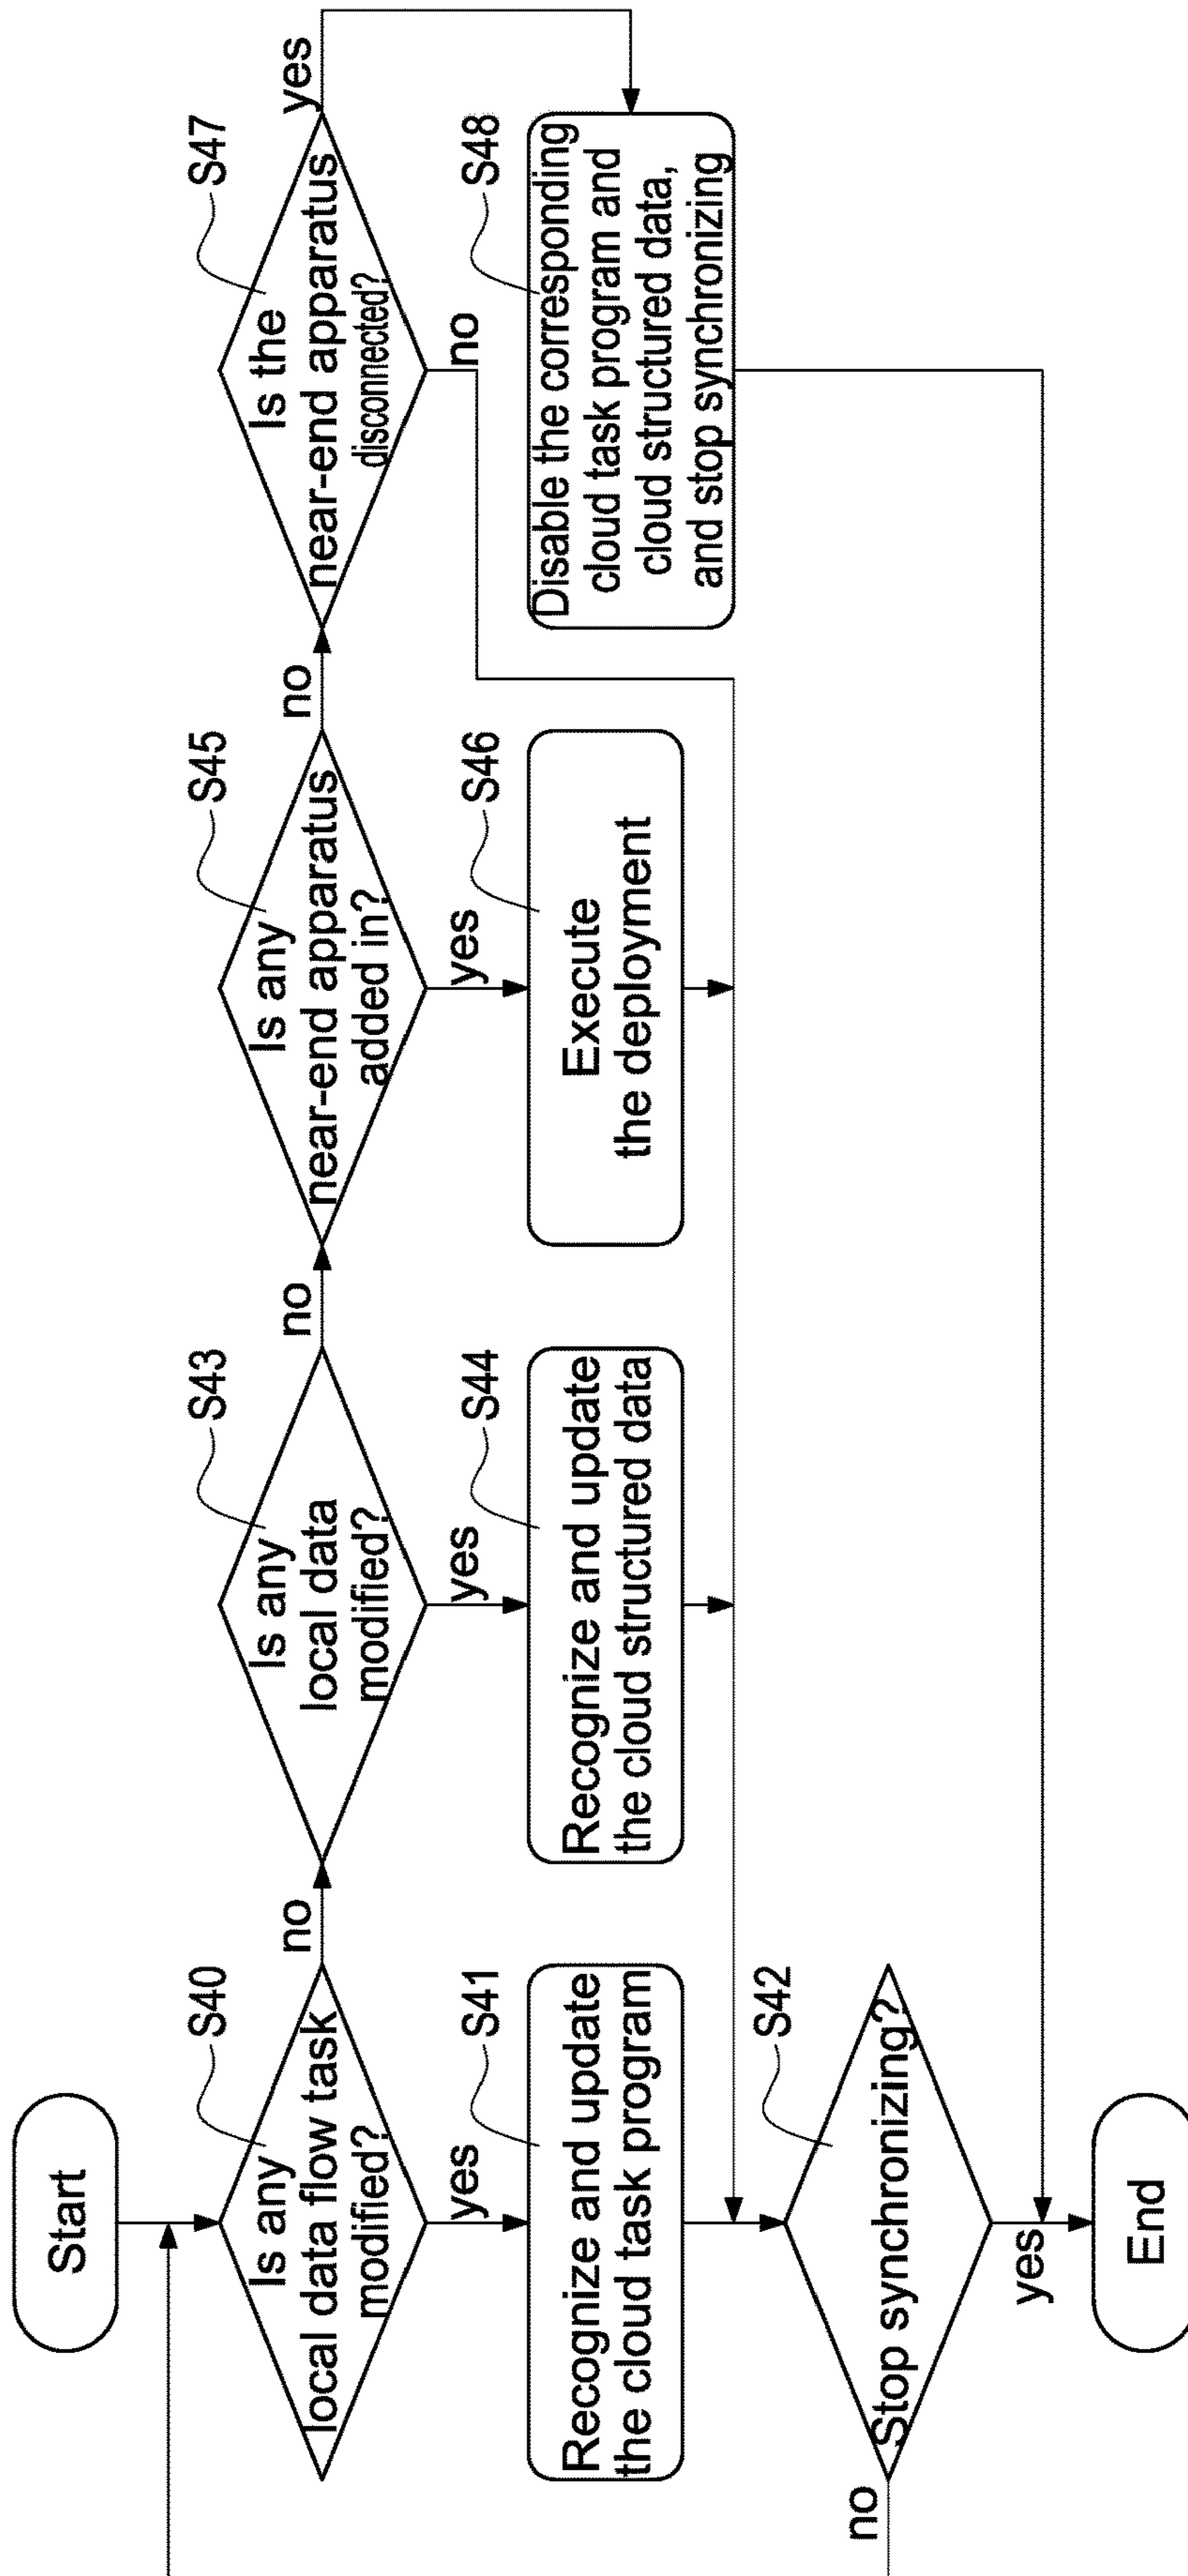 Start
S40
Is any
local data flow task
modified?
no
yes
S41
Recognize and update
the cloud task program
S42
Stop synchronizing?
no
yes
End
S43
Is any
local data
modified?
no
yes
S44
Recognize and update
the cloud structured data
S45
Is any
near-end apparatus
added in?
no
yes
S46
Execute
the deployment
S47
Is the
near-end apparatus
disconnected?
yes
no
S48
Disable the corresponding
cloud task program and
cloud structured data,
and stop synchronizing